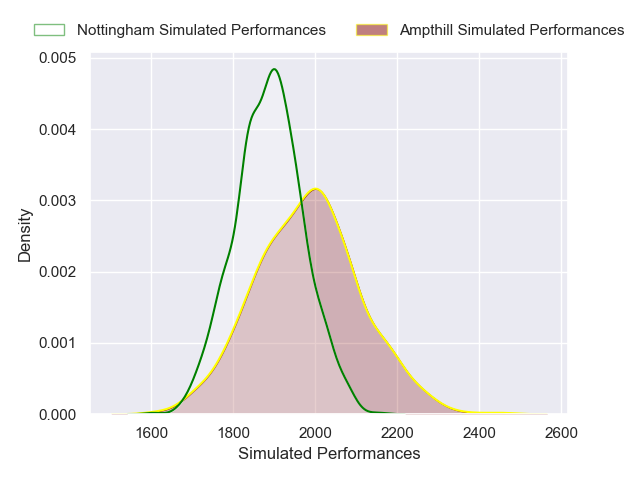 Nottingham Simulated Performances
Ampthill Simulated Performances
0.005
0.004
0.003
0.002
0.001
0.000
Density
1600 1800 2000 2200 2400 2600
Simulated Performances